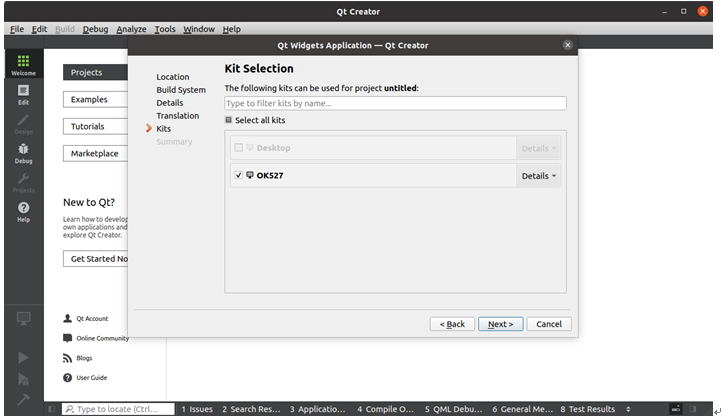 Qt Creator
File Edit Build Debug Analyze Tools Window Help
Qt Widgets Application — Qt Creator
Welcome
Edit
Design
Debug
Projects
Help
Projects
Examples
Tutorials
Marketplace
New to Qt?
Learn how to develop
own applications and
explore Qt Creator.
Get Started No
Qt Account
Online Community
Blogs
User Guide
Location
Build System
Details
Translation
Kits
Summary
Kit Selection
The following kits can be used for project untitled:
Type to filter kits by name...
Select all kits
Desktop Details
OK527 Details
< Back Next > Cancel
Type to locate (Ctrl... 1 Issues 2 Search Res... 3 Applicatio... 4 Compile O... 5 QML Debu... 6 General Me... 8 Test Results